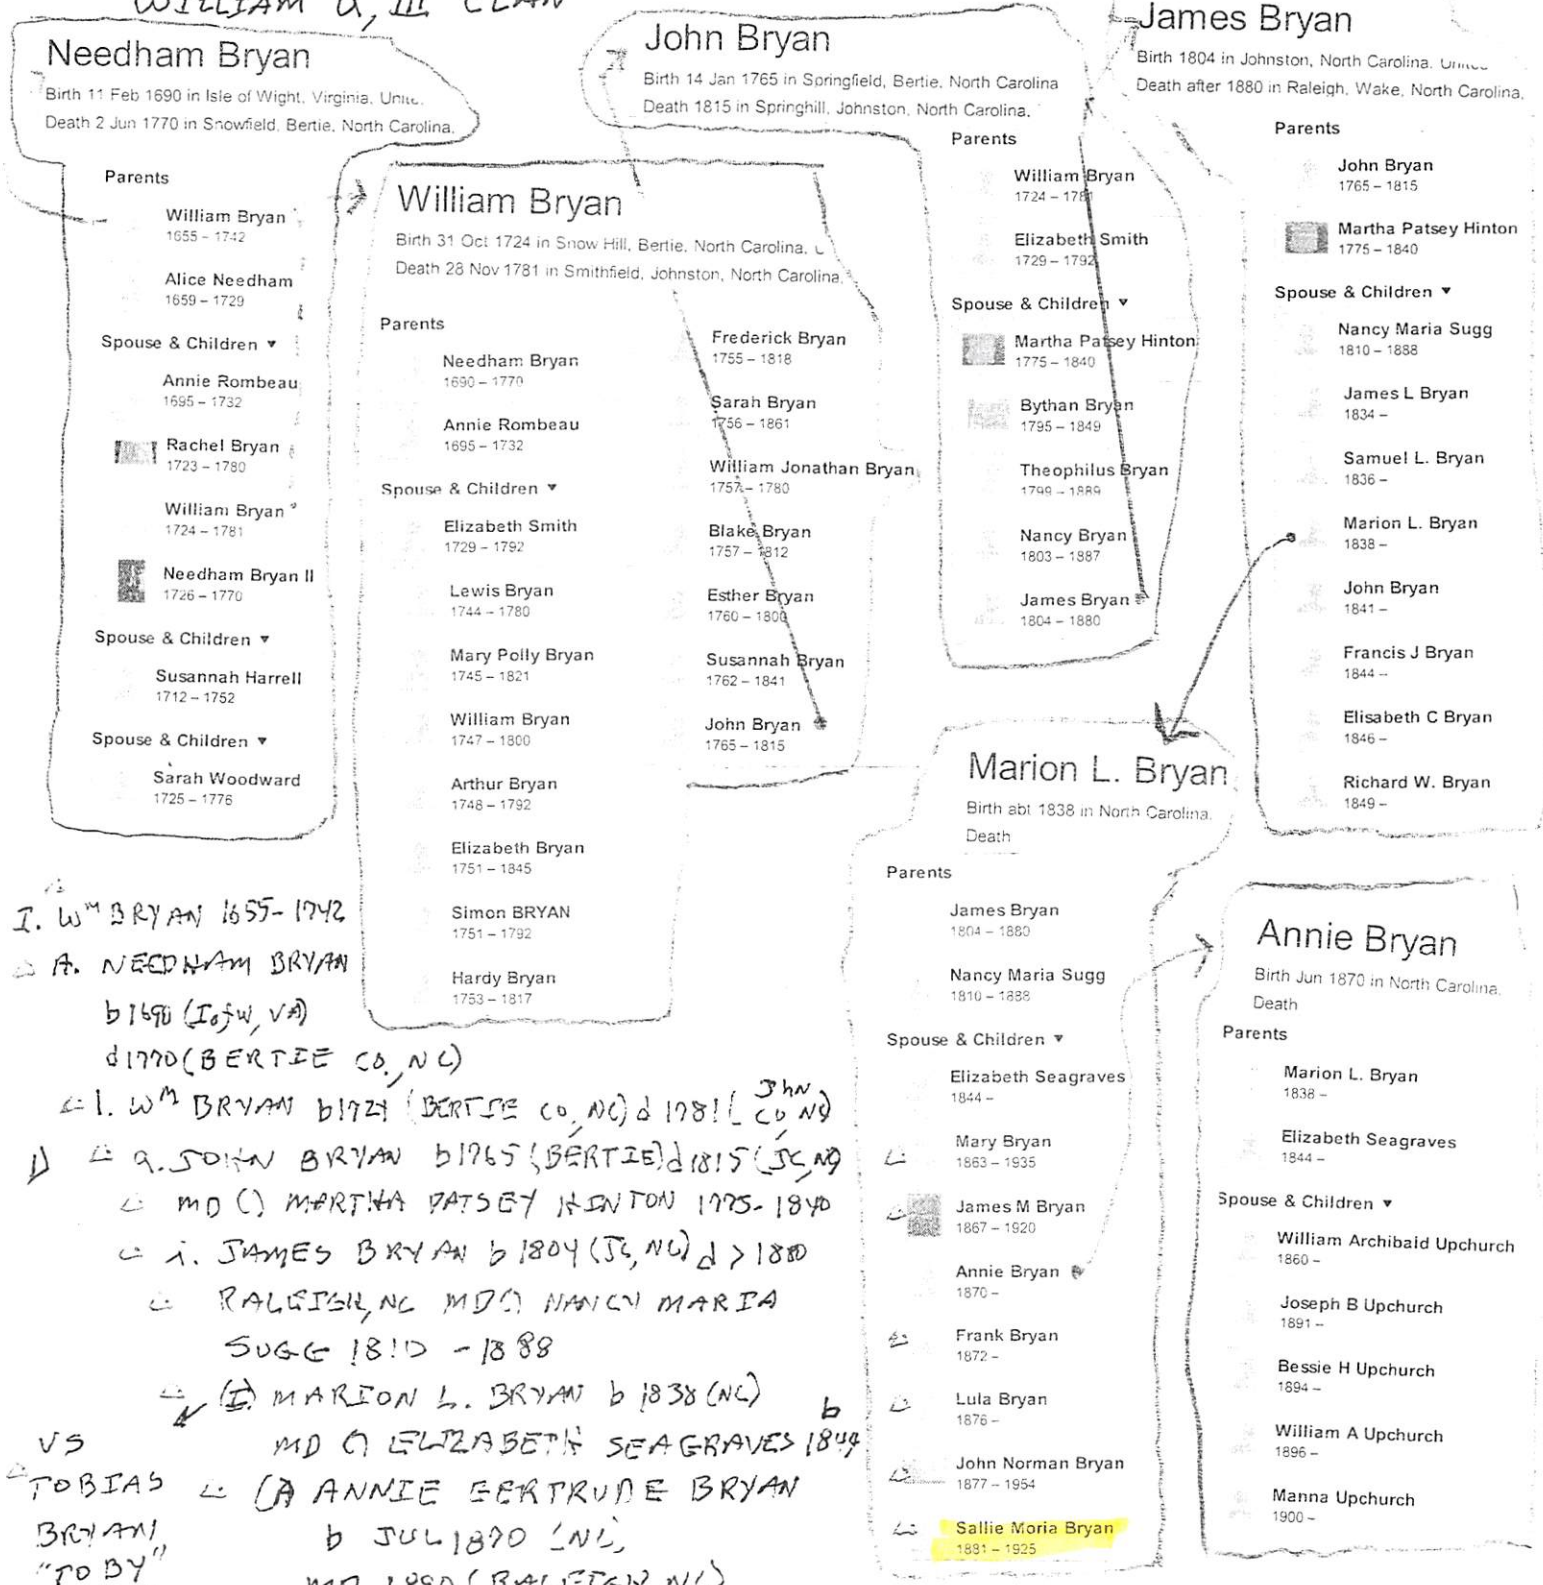 WILLIAM
III CLAN
Needham Bryan
Birth 11 Feb 1690 in Isle of Wight, Virginia,
Death 2 Jun 1770 in Snowfield, Bertie, North Carolina,
Parents
William Bryan
1655 – 1742
Alice Needham
1659 – 1729
Spouse & Children ▼
Annie Rombeau
1695 – 1732
Rachel Bryan
1723 – 1780
William Bryan
1724 – 1781
Needham Bryan II
1726 – 1770
Spouse & Children ▼
Susannah Harrell
1712 – 1752
Spouse & Children ▼
Sarah Woodward
1725 – 1776
William Bryan
Birth 31 Oct 1724 in Snow Hill, Bertie, North Carolina,
Death 28 Nov 1781 in Smithfield, Johnston, North Carolina,
Parents
Needham Bryan
1690 – 1770
Annie Rombeau
1695 – 1732
Spouse & Children ▼
Elizabeth Smith
1729 – 1792
Lewis Bryan
1744 – 1780
Mary Polly Bryan
1745 – 1821
William Bryan
1747 – 1800
Arthur Bryan
1748 – 1792
Elizabeth Bryan
1751 – 1845
Simon BRYAN
1751 – 1792
Hardy Bryan
1753 – 1817
Frederick Bryan
1755 – 1818
Sarah Bryan
1756 – 1861
William Jonathan Bryan
1757 – 1780
Blake Bryan
1757 – 1812
Esther Bryan
1760 – 1800
Susannah Bryan
1762 – 1841
John Bryan
1765 – 1815
John Bryan
Birth 14 Jan 1765 in Springfield, Bertie, North Carolina
Death 1815 in Springhill, Johnston, North Carolina,
Parents
William Bryan
1724 – 1781
Elizabeth Smith
1729 – 1792
Spouse & Children ▼
Martha Patsey Hinton
1775 – 1840
Bythan Bryan
1795 – 1849
Theophilus Bryan
1799 – 1889
Nancy Bryan
1803 – 1887
James Bryan
1804 – 1880
James Bryan
Birth 1804 in Johnston, North Carolina,
Death after 1880 in Raleigh, Wake, North Carolina,
Parents
John Bryan
1765 – 1815
Martha Patsey Hinton
1775 – 1840
Spouse & Children ▼
Nancy Maria Sugg
1810 – 1888
James L Bryan
1834 –
Samuel L. Bryan
1836 –
Marion L. Bryan
1838 –
John Bryan
1841 –
Francis J Bryan
1844 –
Elisabeth C Bryan
1846 –
Richard W. Bryan
1849 –
Marion L. Bryan
Birth abt 1838 in North Carolina,
Death
Parents
James Bryan
1804 – 1880
Nancy Maria Sugg
1810 – 1888
Spouse & Children ▼
Elizabeth Seagraves
1844 –
Mary Bryan
1863 – 1935
James M Bryan
1867 – 1920
Annie Bryan
1870 –
Frank Bryan
1872 –
Lula Bryan
1876 –
John Norman Bryan
1877 – 1954
Sallie Moria Bryan
1881 – 1925
Annie Bryan
Birth Jun 1870 in North Carolina,
Death
Parents
Marion L. Bryan
1838 –
Elizabeth Seagraves
1844 –
Spouse & Children ▼
William Archibald Upchurch
1860 –
Joseph B Upchurch
1891 –
Bessie H Upchurch
1894 –
William A Upchurch
1896 –
Manna Upchurch
1900 –
I. Wᴹ BRYAN 1655-1742
A. NEEDHAM BRYAN
b 1690 (I of W, VA)
d 1770 (BERTIE CO., NC)
1. Wᴹ BRYAN b 1724 (BERTIE CO, NC) d 1781 (JhN CO, NC)
a. JOHN BRYAN b 1765 (BERTIE) d 1815 (JC, NC)
MD () MARTHA PATSEY HINTON 1775-1840
i. JAMES BRYAN b 1804 (JC, NC) d > 1880
RALEIGH, NC MD () NANCY MARIA
SUGG 1810 - 1888
(I) MARION L. BRYAN b 1838 (NC)
MD () ELIZABETH SEAGRAVES b 1844
VS
TOBIAS
BRYAN,
"TOBY"
(A ANNIE GERTRUDE BRYAN
b JUL 1870 (NC)
MD 1890 (RALEIGH, NC)